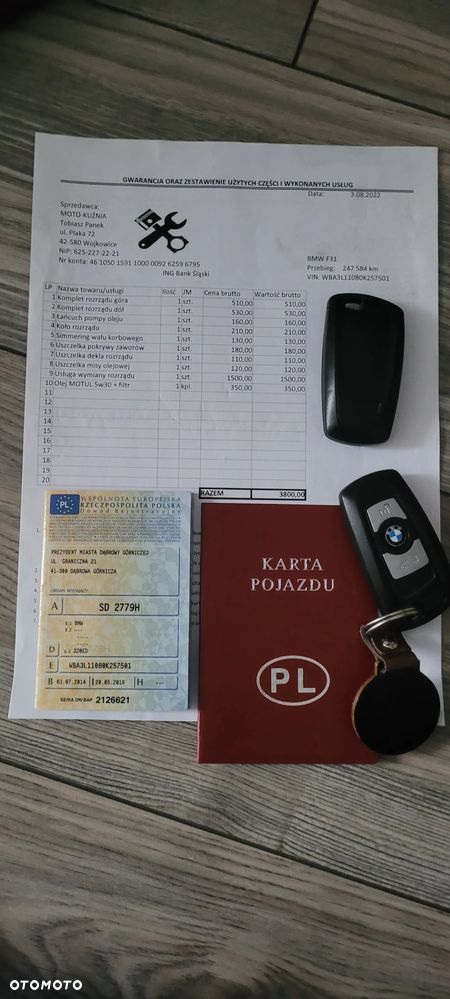 GWARANCJA ORAZ ZESTAWIENIE UŻYTYCH CZĘŚCI I WYKONANYCH USŁUG
Data: 3.08.2022
Sprzedawca:
MOTO-KUŹNIA
Tobiasz Panek
ul. Plaka 72
42-580 Wojkowice
NIP: 625-227-22-21
Nr konta: 46 1050 1591 1000 0092 6259 6795
ING Bank Śląski
BMW F31
Przebieg: 247 584 km
VIN: WBA3L11080K257501
LP Nazwa towaru/usługi Ilość JM Cena brutto Wartość brutto
1 Komplet rozrządu góra 1 szt. 510,00 510,00
2 Komplet rozrządu dół 1 szt. 530,00 530,00
3 Łańcuch pompy oleju 1 szt. 160,00 160,00
4 Koło rozrządu 1 szt. 210,00 210,00
5 Simmering wału korbowego 1 szt. 130,00 130,00
6 Uszczelka pokrywy zaworów 1 szt. 180,00 180,00
7 Uszczelka dekla rozrządu 1 szt. 110,00 110,00
8 Uszczelka misy olejowej 1 szt. 120,00 120,00
9 Usługa wymiany rozrządu 1 szt. 1500,00 1500,00
10 Olej MOTUL 5w30 + filtr 1 kpl. 350,00 350,00
11
12
13
14
15
16
17
18
19
20
RAZEM 3800,00
PL
WSPÓLNOTA EUROPEJSKA
RZECZPOSPOLITA POLSKA
Dowód Rejestracyjny
PREZYDENT MIASTA DĄBROWY GÓRNICZEJ
UL. GRANICZNA 21
41-300 DĄBROWA GÓRNICZA
ORGAN WYDAJĄCY
A SD 2779H
D.1 BMW
D.2 ---
----
----
D D.3 320ED
E WBA3L11080K257501
B 03.07.2014 I 20.05.2019 H ---
SERIA DR/BAP 2126621
KARTA
POJAZDU
PL
BMW
OTOMOTO